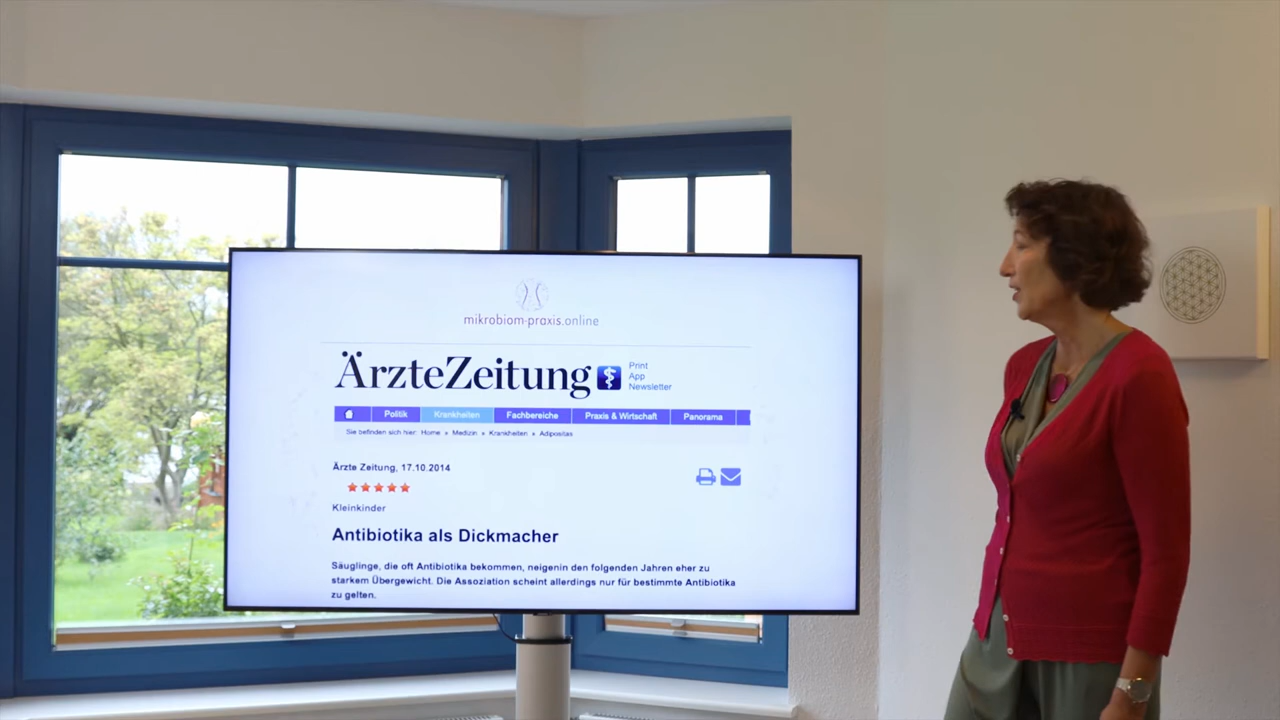 mikrobiom-praxis.online
ÄrzteZeitung
Print
App
Newsletter
Politik Krankheiten Fachbereiche Praxis & Wirtschaft Panorama
Sie befinden sich hier: Home » Medizin » Krankheiten » Adipositas
Ärzte Zeitung, 17.10.2014
Kleinkinder
Antibiotika als Dickmacher
Säuglinge, die oft Antibiotika bekommen, neigenin den folgenden Jahren eher zu
starkem Übergewicht. Die Assoziation scheint allerdings nur für bestimmte Antibiotika
zu gelten.